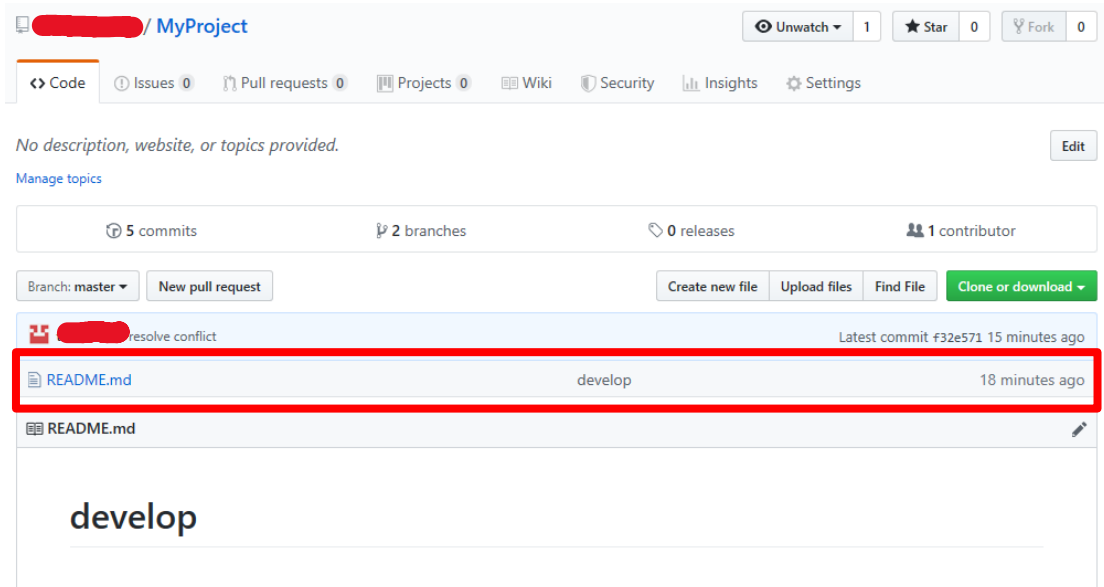 / MyProject
Unwatch 1 Star 0 Fork 0
Code Issues 0 Pull requests 0 Projects 0 Wiki Security Insights Settings
No description, website, or topics provided. Edit
Manage topics
5 commits 2 branches 0 releases 1 contributor
Branch: master New pull request Create new file Upload files Find File Clone or download
resolve conflict Latest commit f32e571 15 minutes ago
README.md develop 18 minutes ago
README.md
develop